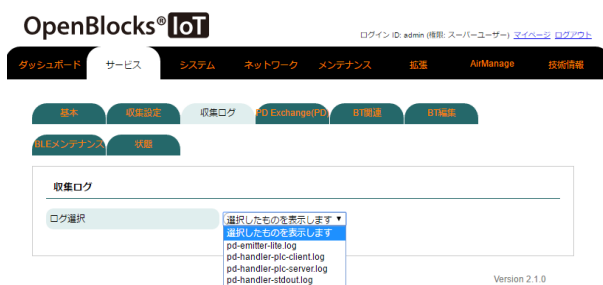 OpenBlocks® IoT
ログイン ID: admin (権限: スーパーユーザー) マイページ ログアウト
ダッシュボード サービス システム ネットワーク メンテナンス 拡張 AirManage 技術情報
基本 収集設定 収集ログ PD Exchange(PD) BT関連 BT編集
BLEメンテナンス 状態
収集ログ
ログ選択 選択したものを表示します
選択したものを表示します
pd-emitter-lite.log
pd-handler-plc-client.log
pd-handler-plc-server.log
pd-handler-stdout.log
Version 2.1.0